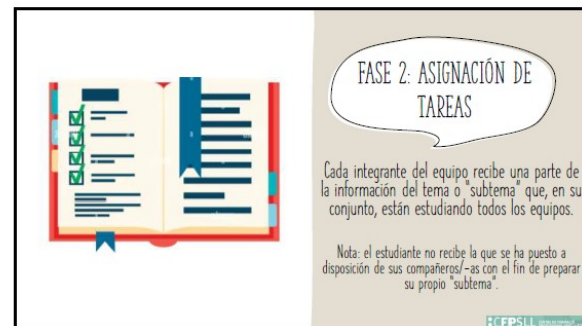 FASE 2: ASIGNACIÓN DE
TAREAS
Cada integrante del equipo recibe una parte de
la información del tema o "subtema" que, en su
conjunto, están estudiando todos los equipos.
Nota: el estudiante no recibe la que se ha puesto a
disposición de sus compañeros/-as con el fin de preparar
su propio "subtema".